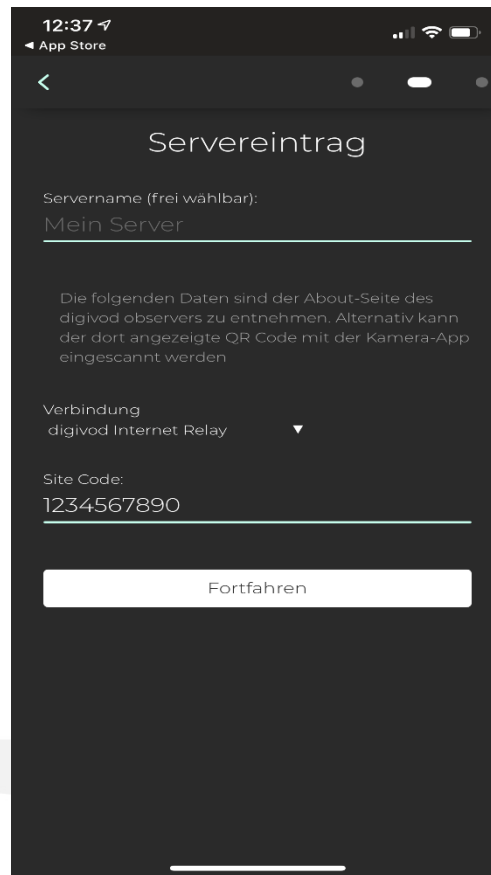 12:37
App Store
Servereintrag
Servername (frei wählbar):
Mein Server
Die folgenden Daten sind der About-Seite des
digivod observers zu entnehmen. Alternativ kann
der dort angezeigte QR Code mit der Kamera-App
eingescannt werden
Verbindung
digivod Internet Relay
Site Code:
1234567890
Fortfahren